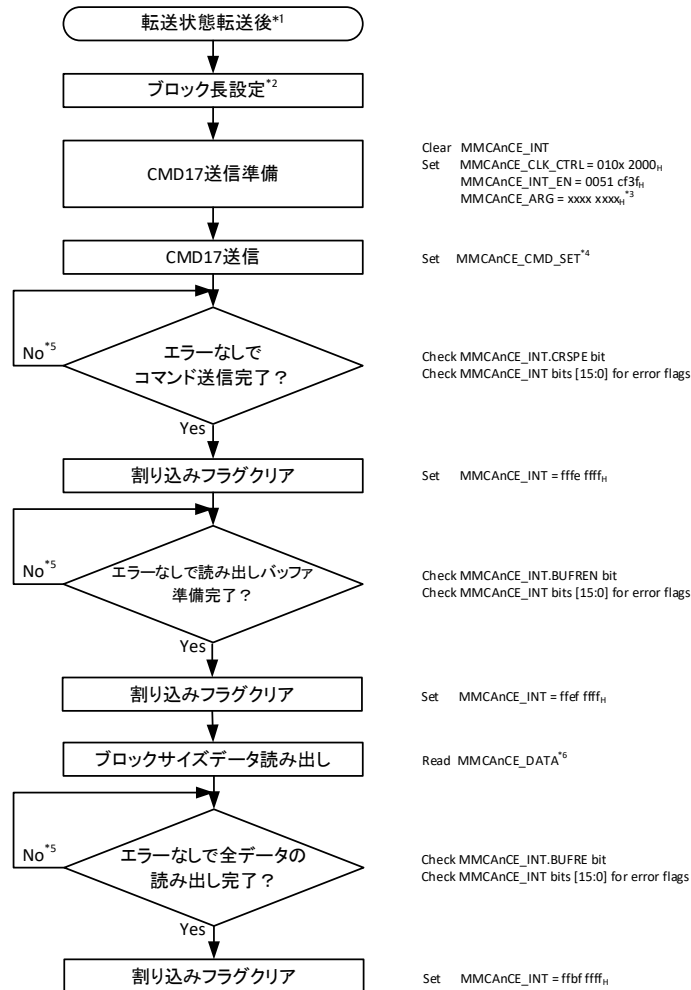 転送状態転送後*1
ブロック長設定*2
CMD17送信準備
Clear MMCAnCE_INT
Set MMCAnCE_CLK_CTRL = 010x 2000H
MMCAnCE_INT_EN = 0051 cf3fH
MMCAnCE_ARG = xxxx xxxxH*3
CMD17送信
Set MMCAnCE_CMD_SET*4
No*5
エラーなしで
コマンド送信完了?
Check MMCAnCE_INT.CRSPE bit
Check MMCAnCE_INT bits [15:0] for error flags
Yes
割り込みフラグクリア
Set MMCAnCE_INT = fffe ffffH
No*5
エラーなしで読み出しバッファ
準備完了?
Check MMCAnCE_INT.BUFREN bit
Check MMCAnCE_INT bits [15:0] for error flags
Yes
割り込みフラグクリア
Set MMCAnCE_INT = ffef ffffH
ブロックサイズデータ読み出し
Read MMCAnCE_DATA*6
No*5
エラーなしで全データの
読み出し完了?
Check MMCAnCE_INT.BUFRE bit
Check MMCAnCE_INT bits [15:0] for error flags
Yes
割り込みフラグクリア
Set MMCAnCE_INT = ffbf ffffH